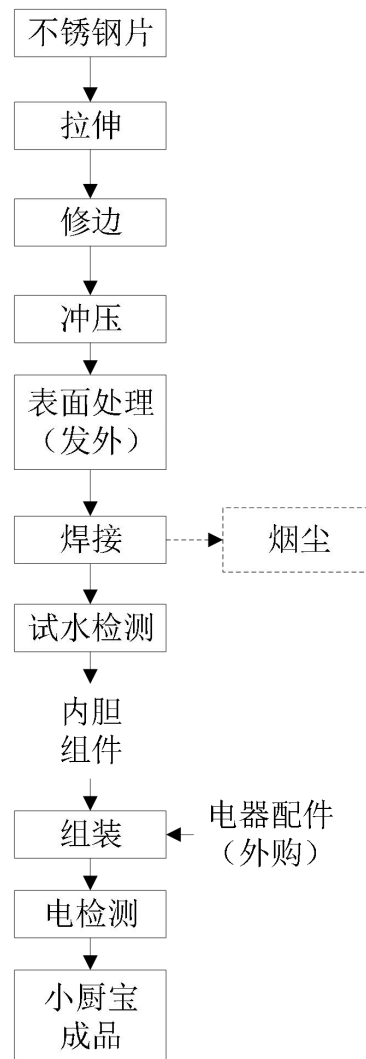 不锈钢片
拉伸
修边
冲压
表面处理
（发外）
焊接
烟尘
试水检测
内胆
组件
组装
电器配件
（外购）
电检测
小厨宝
成品